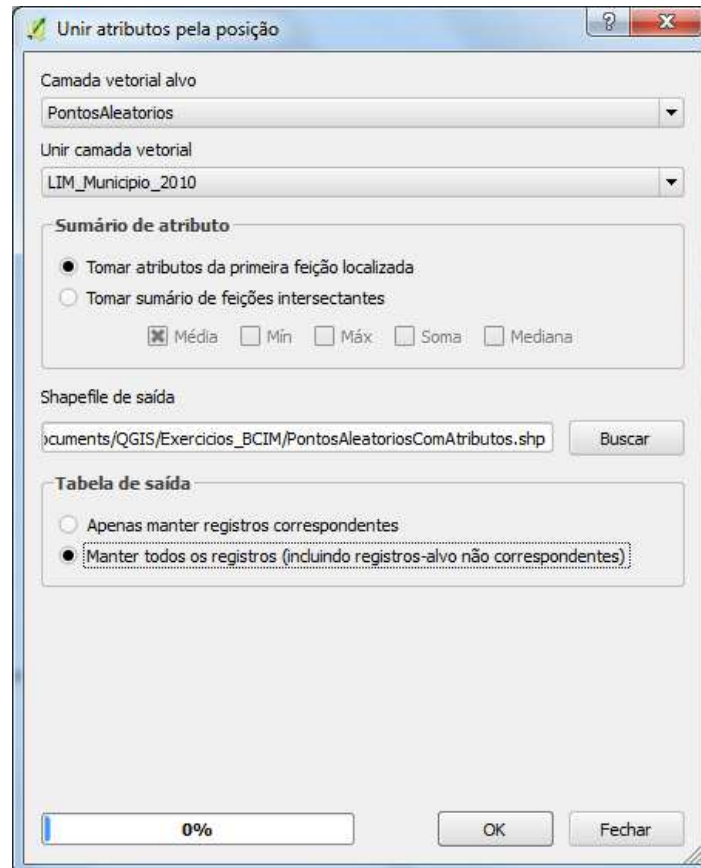 Unir atributos pela posição
Camada vetorial alvo
PontosAleatorios
Unir camada vetorial
LIM_Municipio_2010
Sumário de atributo
Tomar atributos da primeira feição localizada
Tomar sumário de feições intersectantes
Média Mín Máx Soma Mediana
Shapefile de saída
ocuments/QGIS/Exercicios_BCIM/PontosAleatoriosComAtributos.shp Buscar
Tabela de saída
Apenas manter registros correspondentes
Manter todos os registros (incluindo registros-alvo não correspondentes)
0% OK Fechar